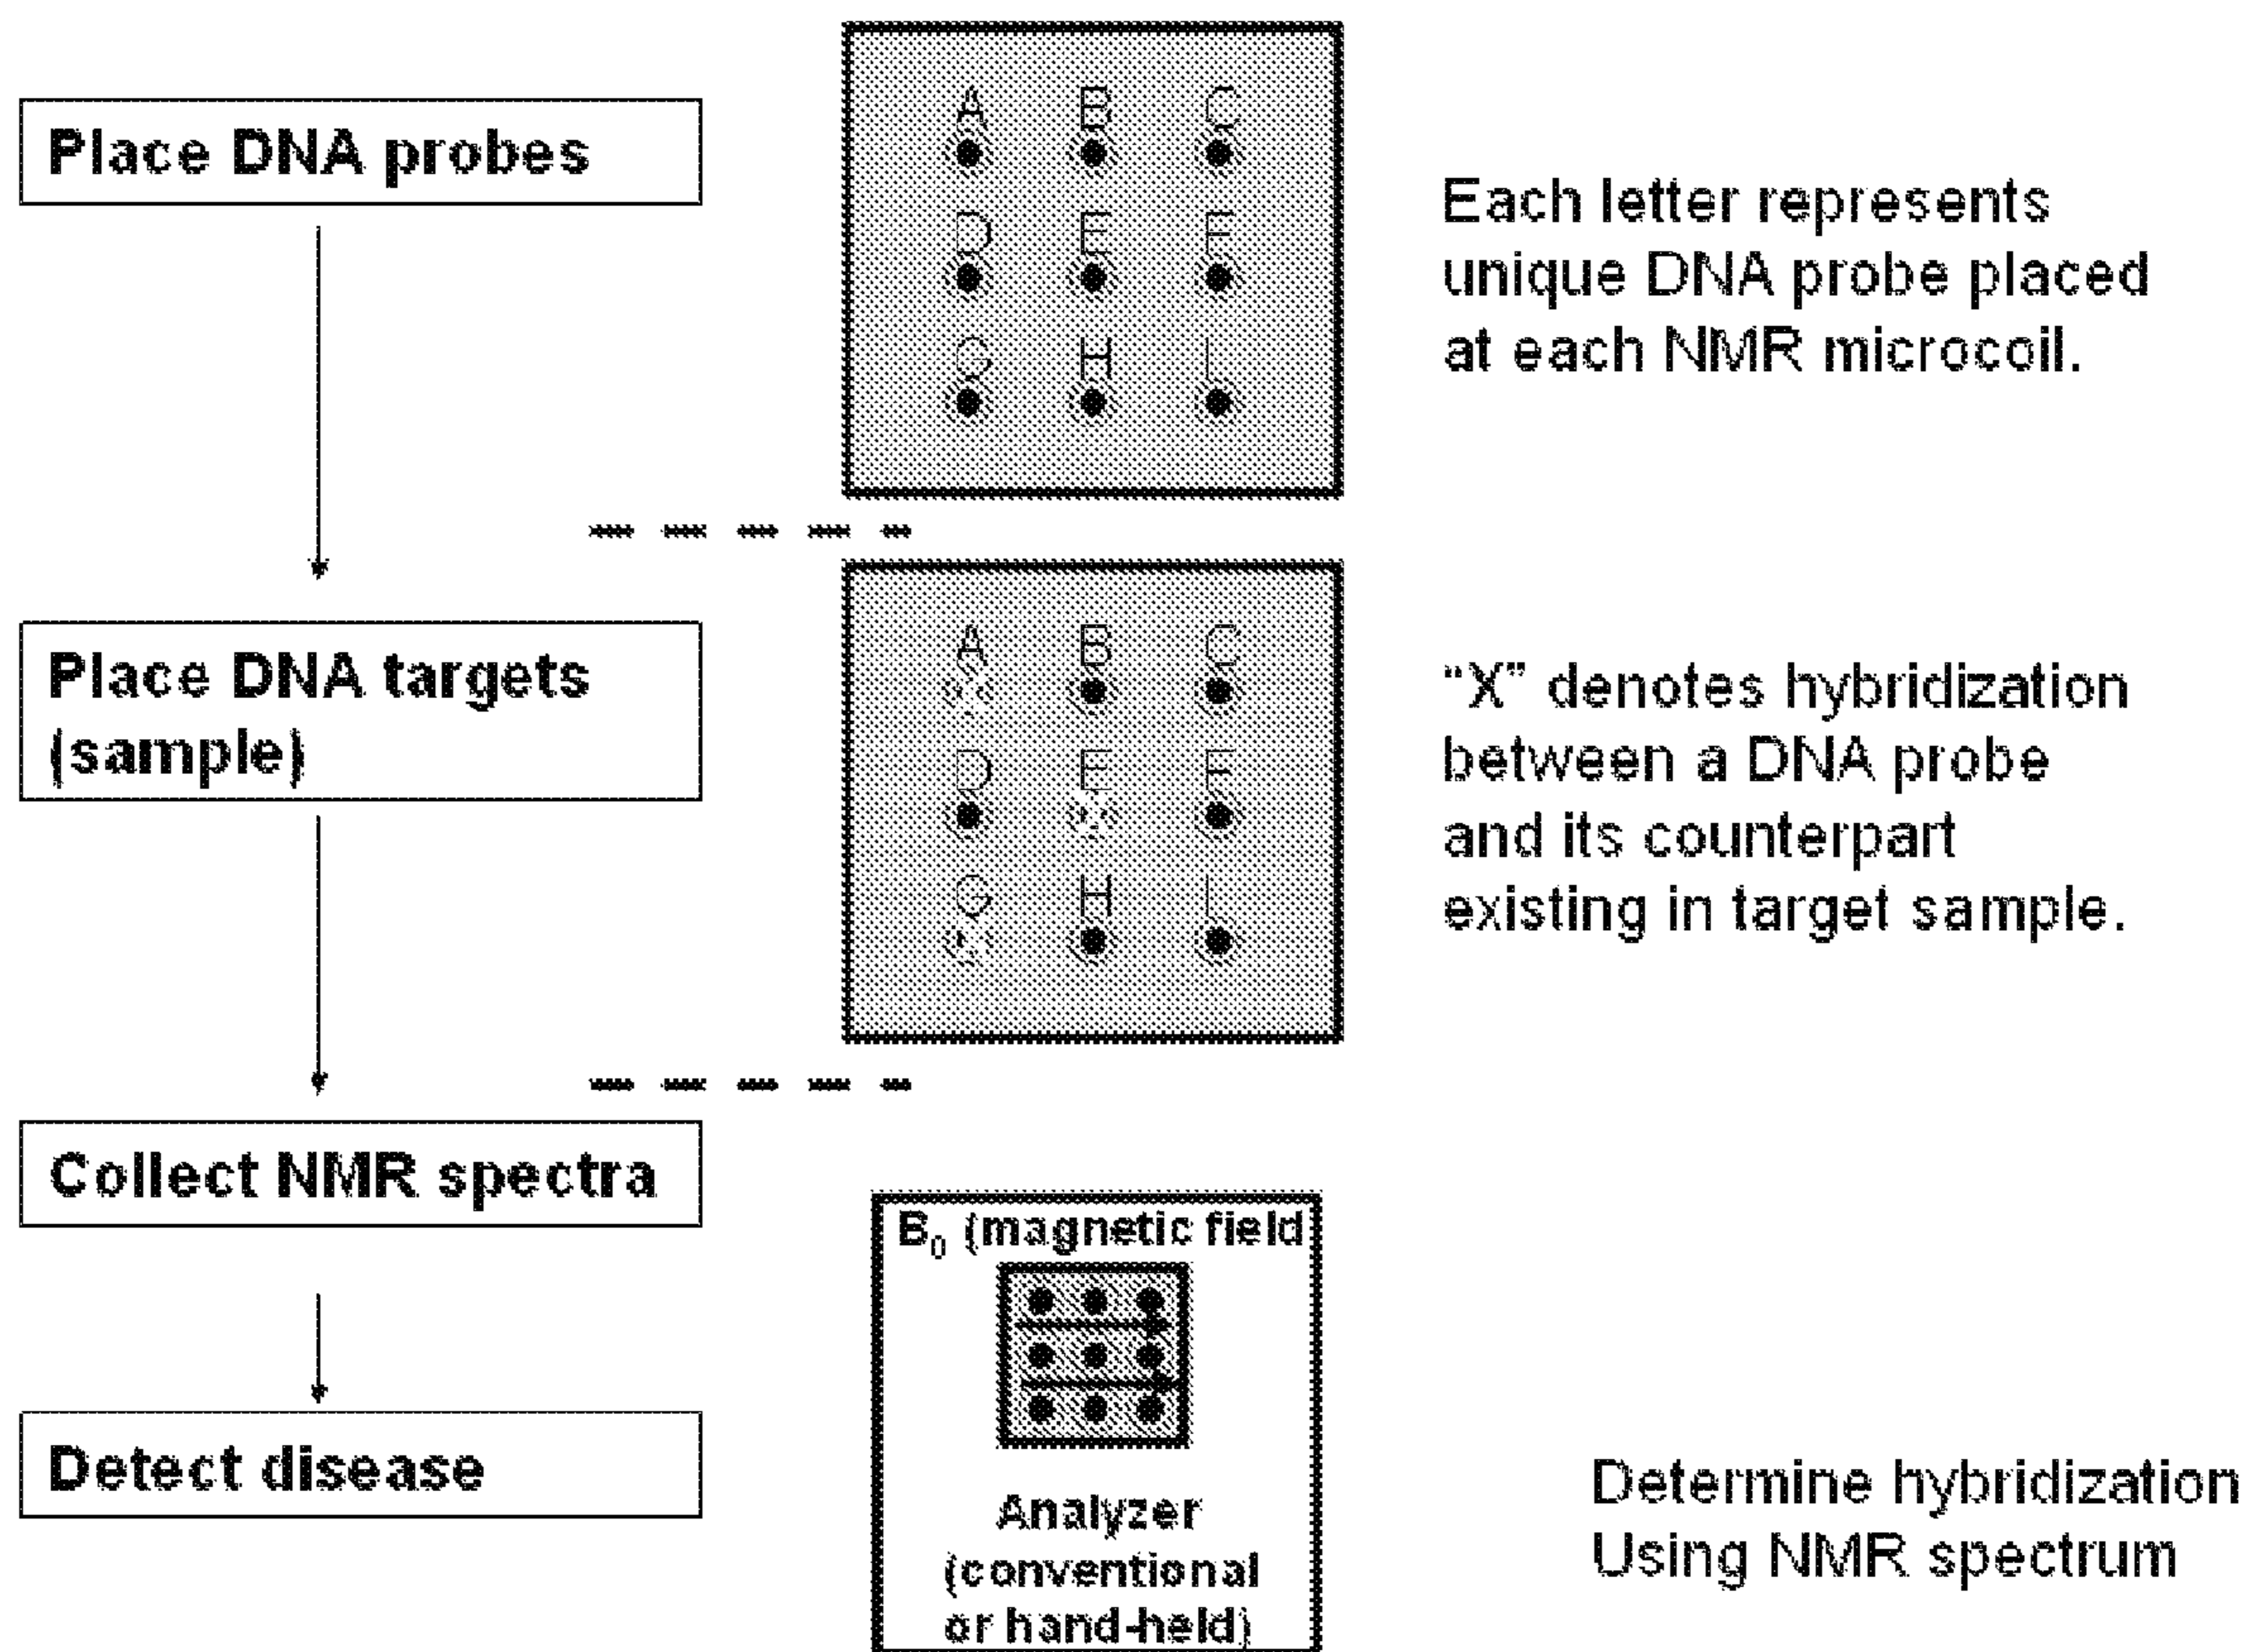 Place DNA probes
A B C
D E F
G H I
Each letter represents
unique DNA probe placed
at each NMR microcoil.
Place DNA targets
(sample)
A B C
D E F
G H I
“X” denotes hybridization
between a DNA probe
and its counterpart
existing in target sample.
Collect NMR spectra
B₀ (magnetic field
Analyzer
(conventional
or hand-held)
Detect disease
Determine hybridization
Using NMR spectrum